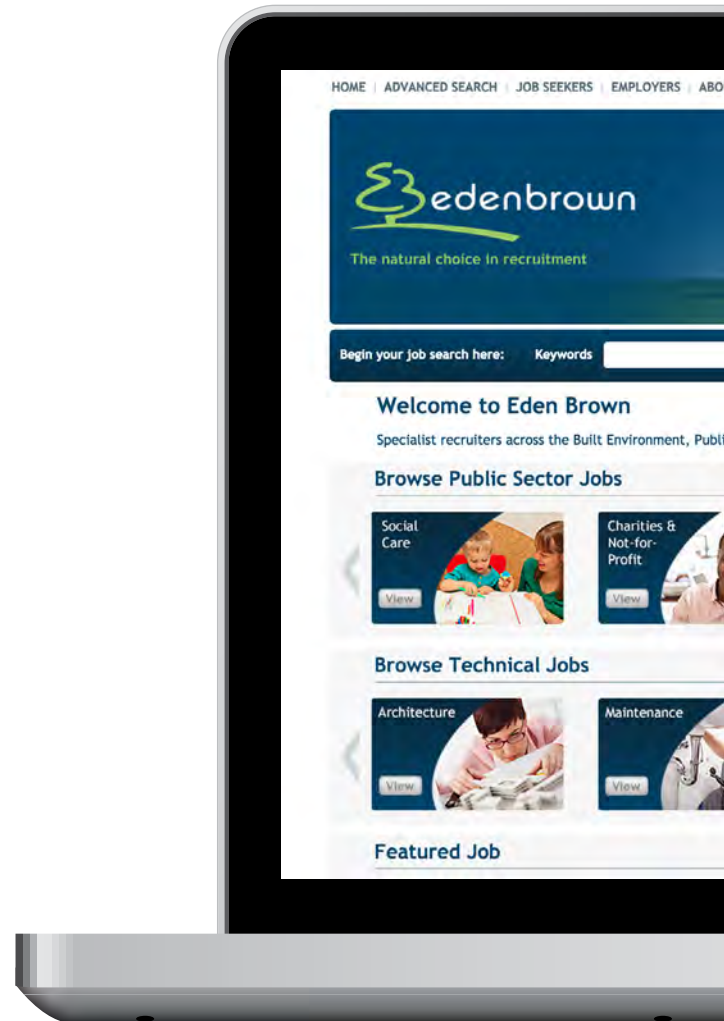 HOME | ADVANCED SEARCH | JOB SEEKERS | EMPLOYERS | ABO
edenbrown
The natural choice in recruitment
Begin your job search here: Keywords
Welcome to Eden Brown
Specialist recruiters across the Built Environment, Publi
Browse Public Sector Jobs
Social
Care
View
Charities &
Not-for-
Profit
View
Browse Technical Jobs
Architecture
View
Maintenance
View
Featured Job